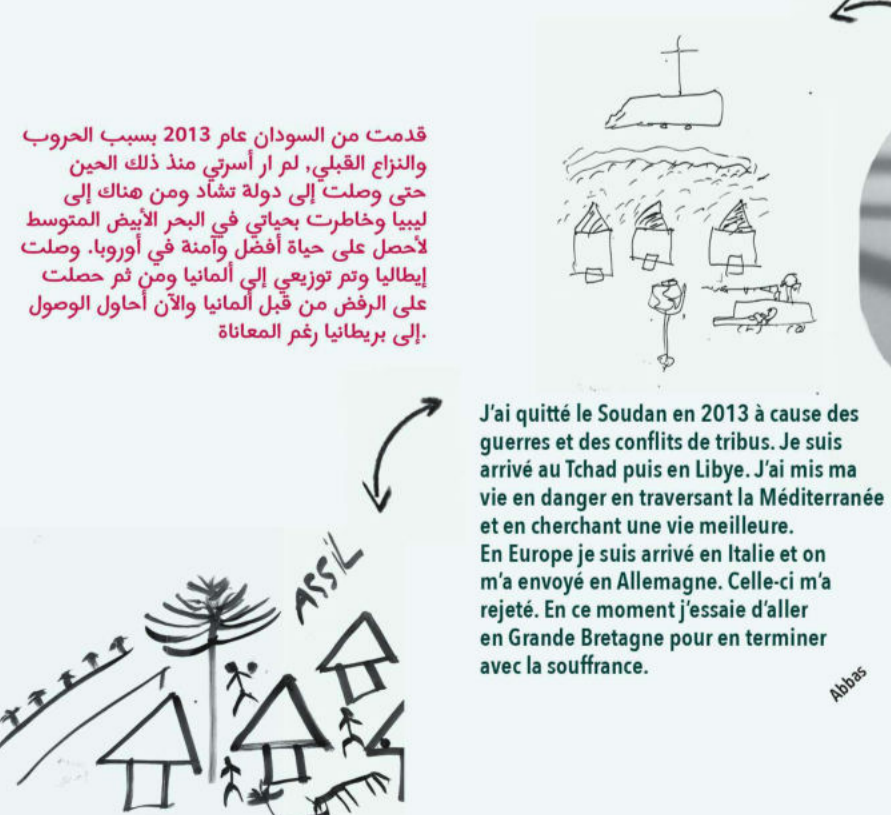 قدمت من السودان عام 2013 بسبب الحروب
والنزاع القبلي, لم ار أسرتي منذ ذلك الحين
حتى وصلت إلى دولة تشاد ومن هناك إلى
ليبيا وخاطرت بحياتي في البحر الأبيض المتوسط
لأحصل على حياة أفضل وآمنة في أوروبا. وصلت
إيطاليا وتم توزيعي إلى ألمانيا ومن ثم حصلت
على الرفض من قبل ألمانيا والآن أحاول الوصول
.إلى بريطانيا رغم المعاناة
J'ai quitté le Soudan en 2013 à cause des
guerres et des conflits de tribus. Je suis
arrivé au Tchad puis en Libye. J'ai mis ma
vie en danger en traversant la Méditerranée
et en cherchant une vie meilleure.
En Europe je suis arrivé en Italie et on
m'a envoyé en Allemagne. Celle-ci m'a
rejeté. En ce moment j'essaie d'aller
en Grande Bretagne pour en terminer
avec la souffrance.
Abbas
ASSIL